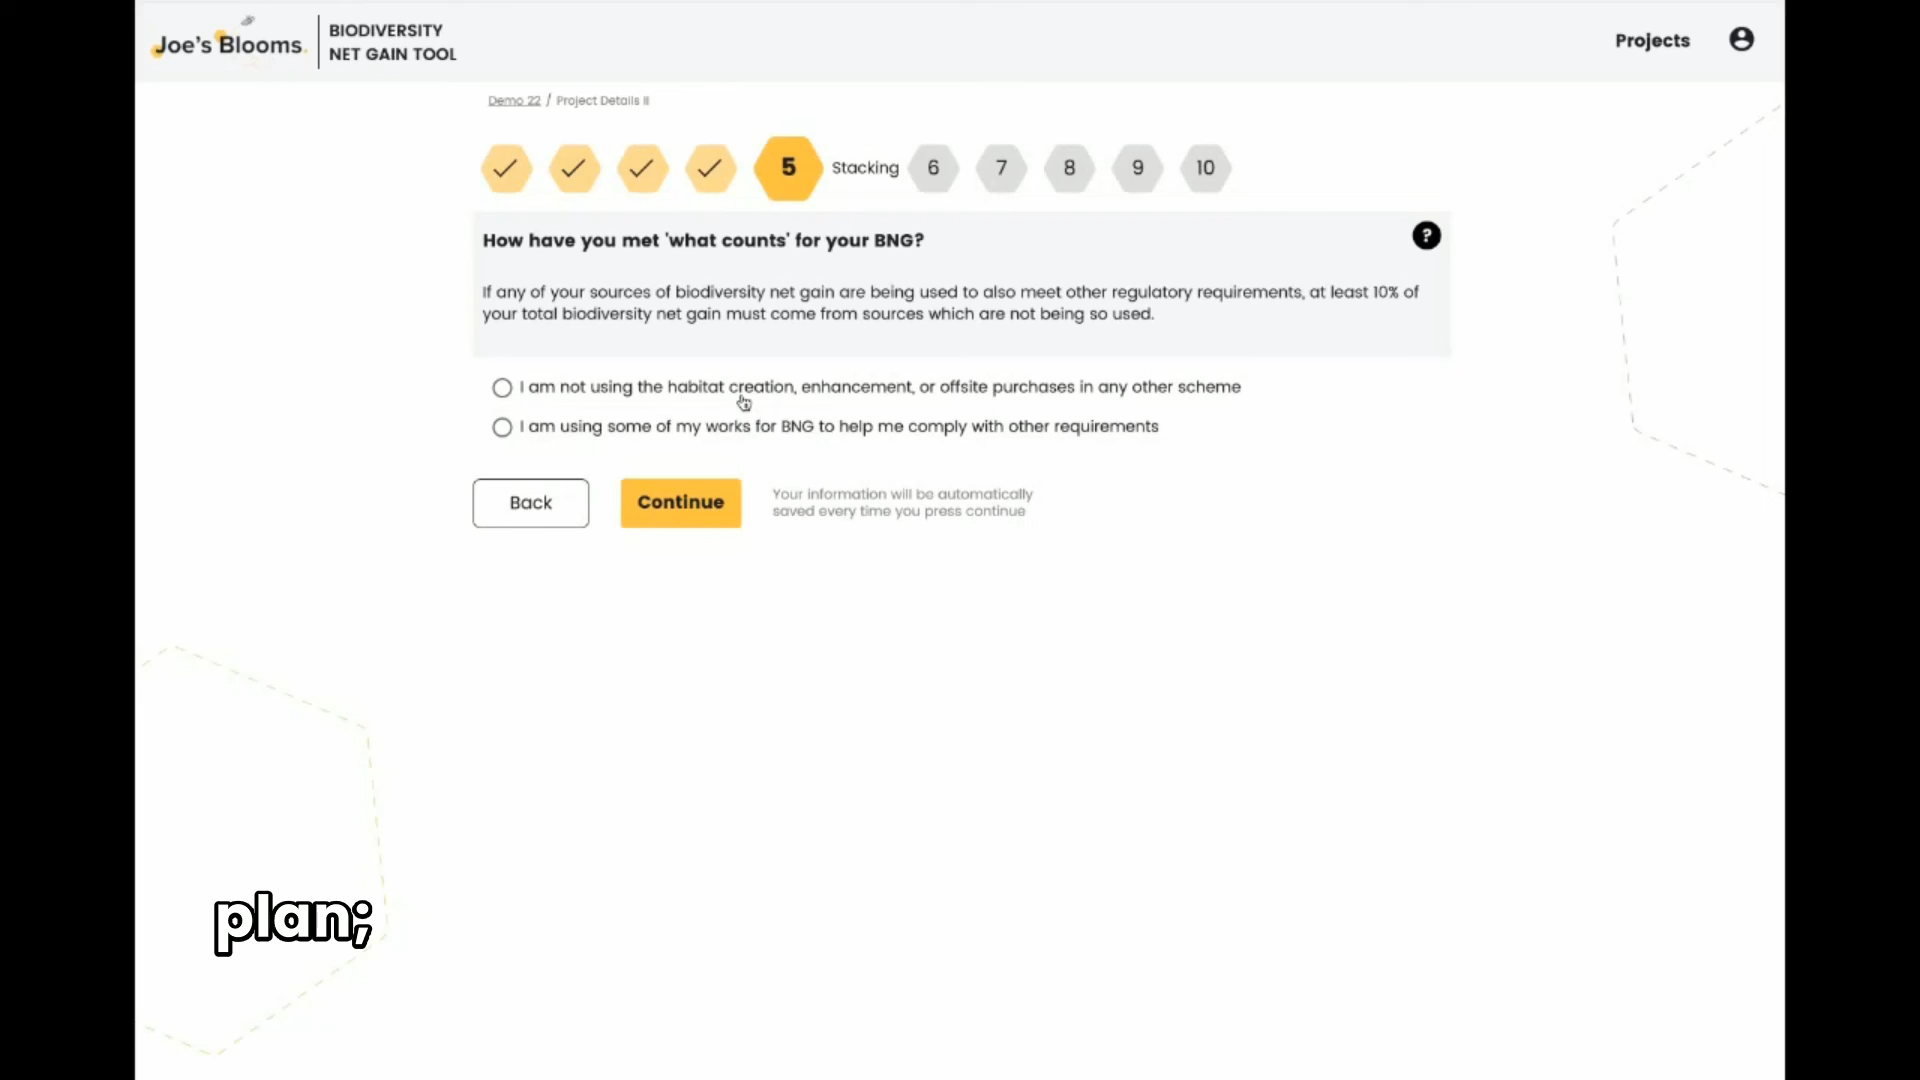 Joe's Blooms.
BIODIVERSITY
NET GAIN TOOL
Projects
Demo 22 / Project Details II
5 Stacking 6 7 8 9 10
How have you met 'what counts' for your BNG?
?
If any of your sources of biodiversity net gain are being used to also meet other regulatory requirements, at least 10% of
your total biodiversity net gain must come from sources which are not being so used.
I am not using the habitat creation, enhancement, or offsite purchases in any other scheme
I am using some of my works for BNG to help me comply with other requirements
Back
Continue
Your information will be automatically
saved every time you press continue
plan;